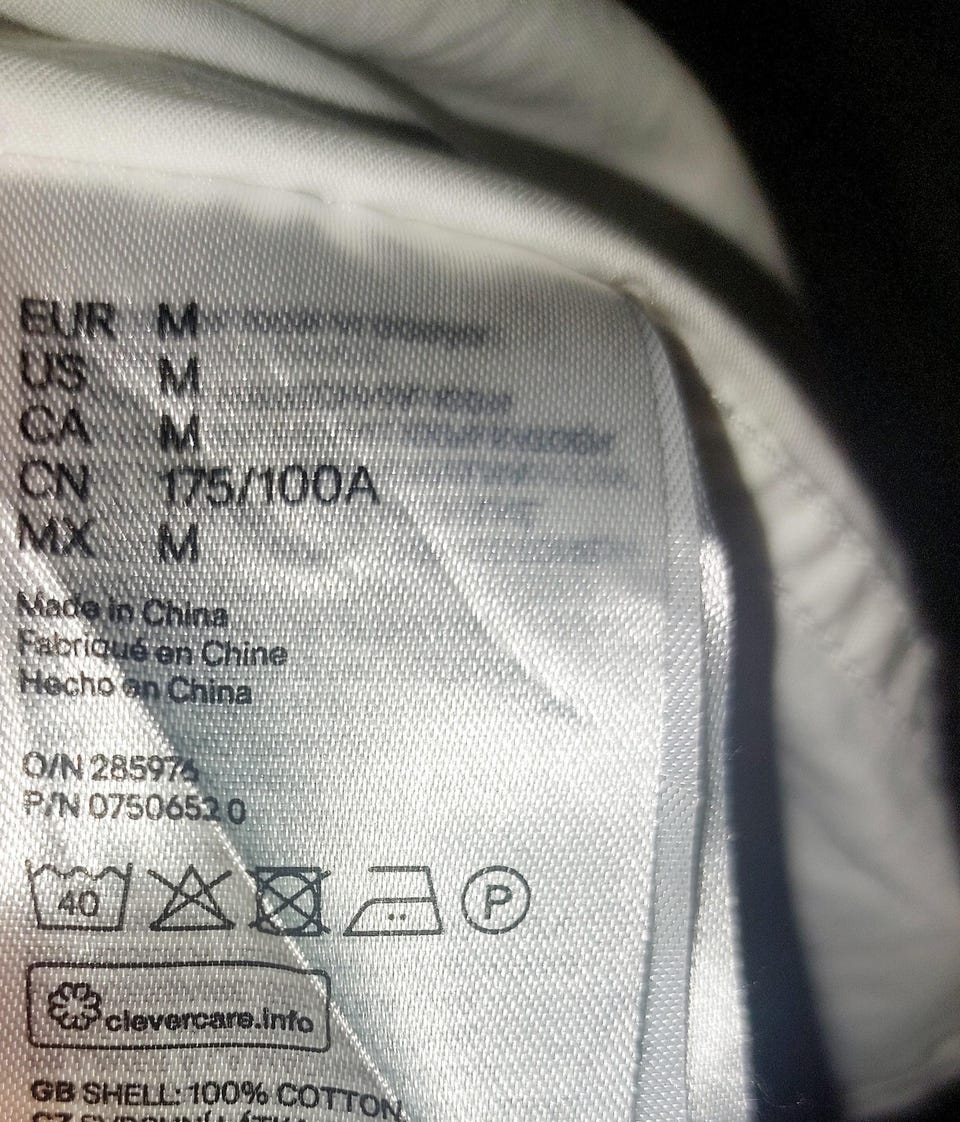 EUR M
US M
CA M
CN 175/100A
MX M
Made in China
Fabriqué en Chine
Hecho en China
O/N 285976
P/N 0750652 0
40
P
clevercare.info
GB SHELL: 100% COTTON